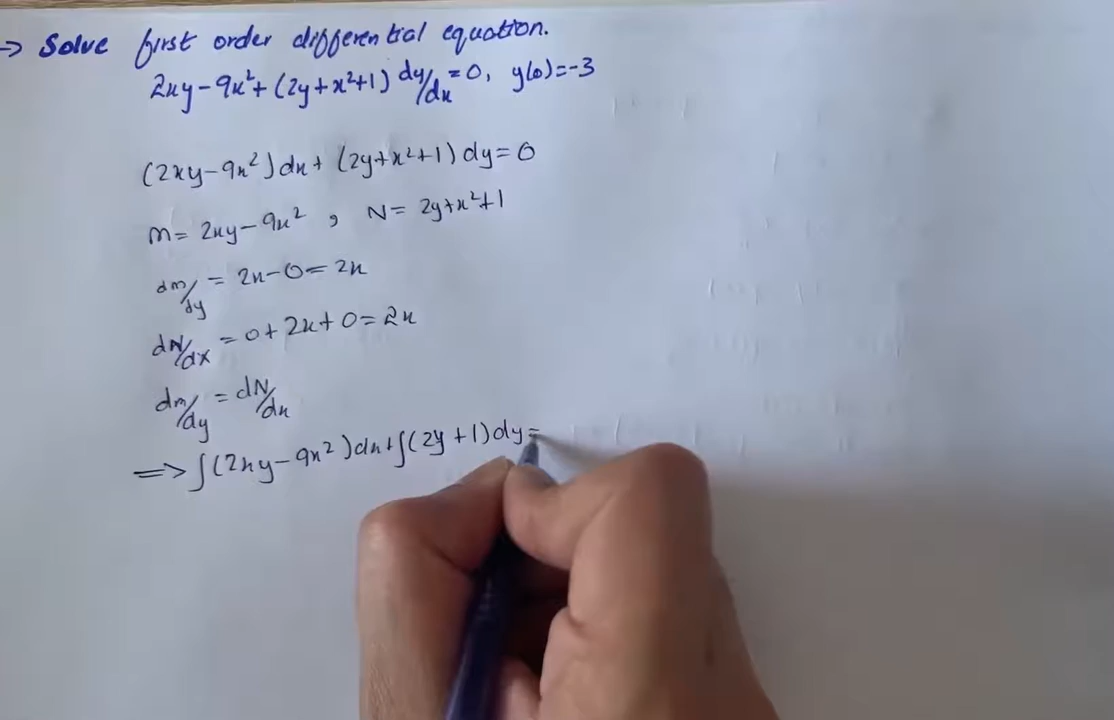 → Solve first order differential equation.
2xy-9x²+(2y+x²+1) dy/dx=0, y(0)=-3
(2xy-9x²)dx+(2y+x²+1)dy=0
M=2xy-9x², N=2y+x²+1
dm/dy=2x-0=2x
dN/dx=0+2x+0=2x
dm/dy=dN/dx
⇒∫(2xy-9x²)dx+∫(2y+1)dy=